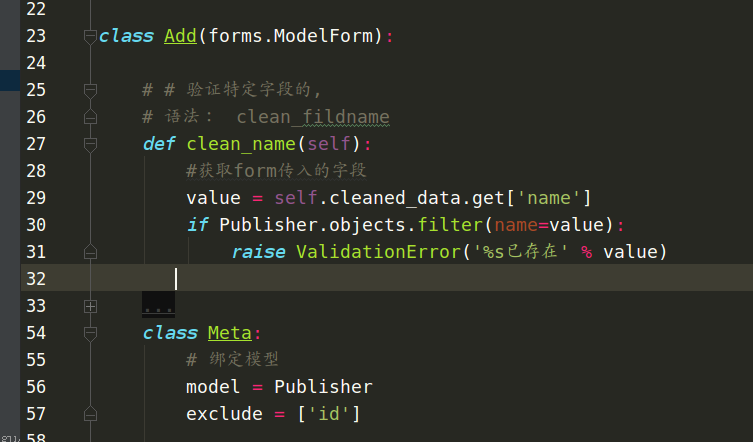 22
23 class Add(forms.ModelForm):
24
25 # # 验证特定字段的,
26 # 语法: clean_fildname
27 def clean_name(self):
28 #获取form传入的字段
29 value = self.cleaned_data.get['name']
30 if Publisher.objects.filter(name=value):
31 raise ValidationError('%s已存在' % value)
32
33 ...
54 class Meta:
55 # 绑定模型
56 model = Publisher
57 exclude = ['id']
58